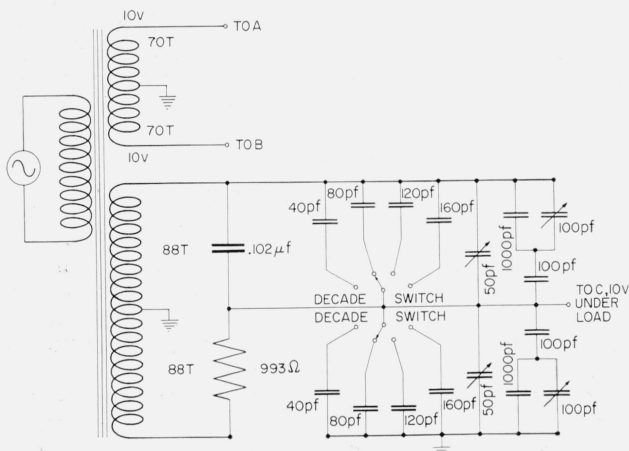 10V
70T
TO A
70T
10V
TO B
88T
.102µf
88T
993Ω
40pf
80pf
120pf
160pf
50pf
1000pf
100pf
100pf
DECADE SWITCH
DECADE SWITCH
TO C, 10V
UNDER
LOAD
40pf
80pf
120pf
160pf
50pf
1000pf
100pf
100pf